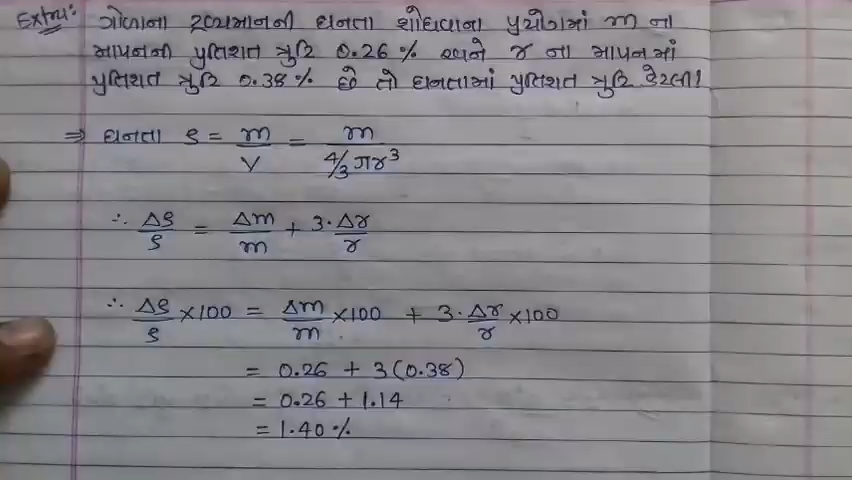 Extra: ગોળાના દ્રવ્યમાનની ઘનતા શોધવાના પ્રયોગમાં m ના
માપનની પ્રતિશત ત્રુટિ 0.26 % અને r ના માપનમાં
પ્રતિશત ત્રુટિ 0.38 % છે તો ઘનતામાં પ્રતિશત ત્રુટિ કેટલી!
⇒ ઘનતા ρ = m/V = m/(4/3 πr³)
∴ Δρ/ρ = Δm/m + 3·Δr/r
∴ Δρ/ρ ×100 = Δm/m ×100 + 3·Δr/r ×100
= 0.26 + 3(0.38)
= 0.26 + 1.14
= 1.40 %